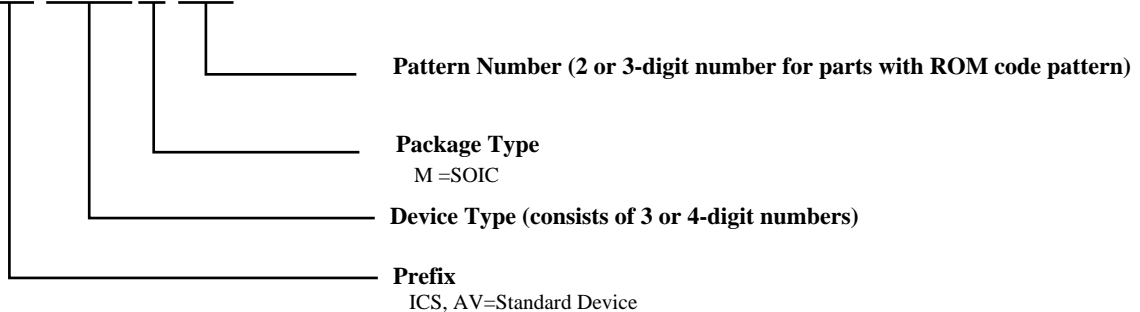 Pattern Number (2 or 3-digit number for parts with ROM code pattern)
Package Type
M =SOIC
Device Type (consists of 3 or 4-digit numbers)
Prefix
ICS, AV=Standard Device